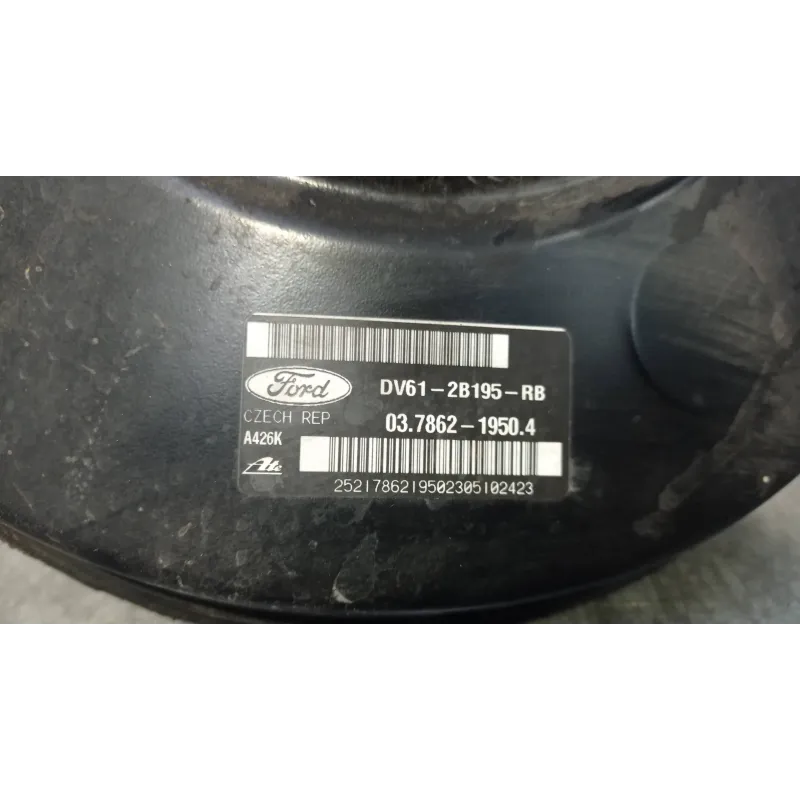 Ford DV61-2B195-RB
CZECH REP 03.7862-1950.4
A426K
Ate
2521786219502305102423